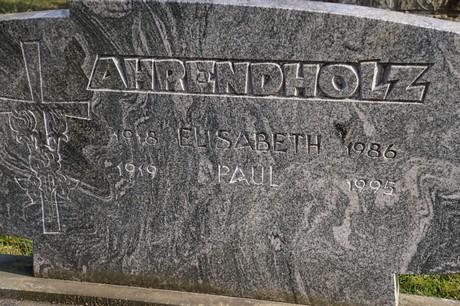 AHRENDHOLZ
1918 ELISABETH 1986
1919 PAUL 1995